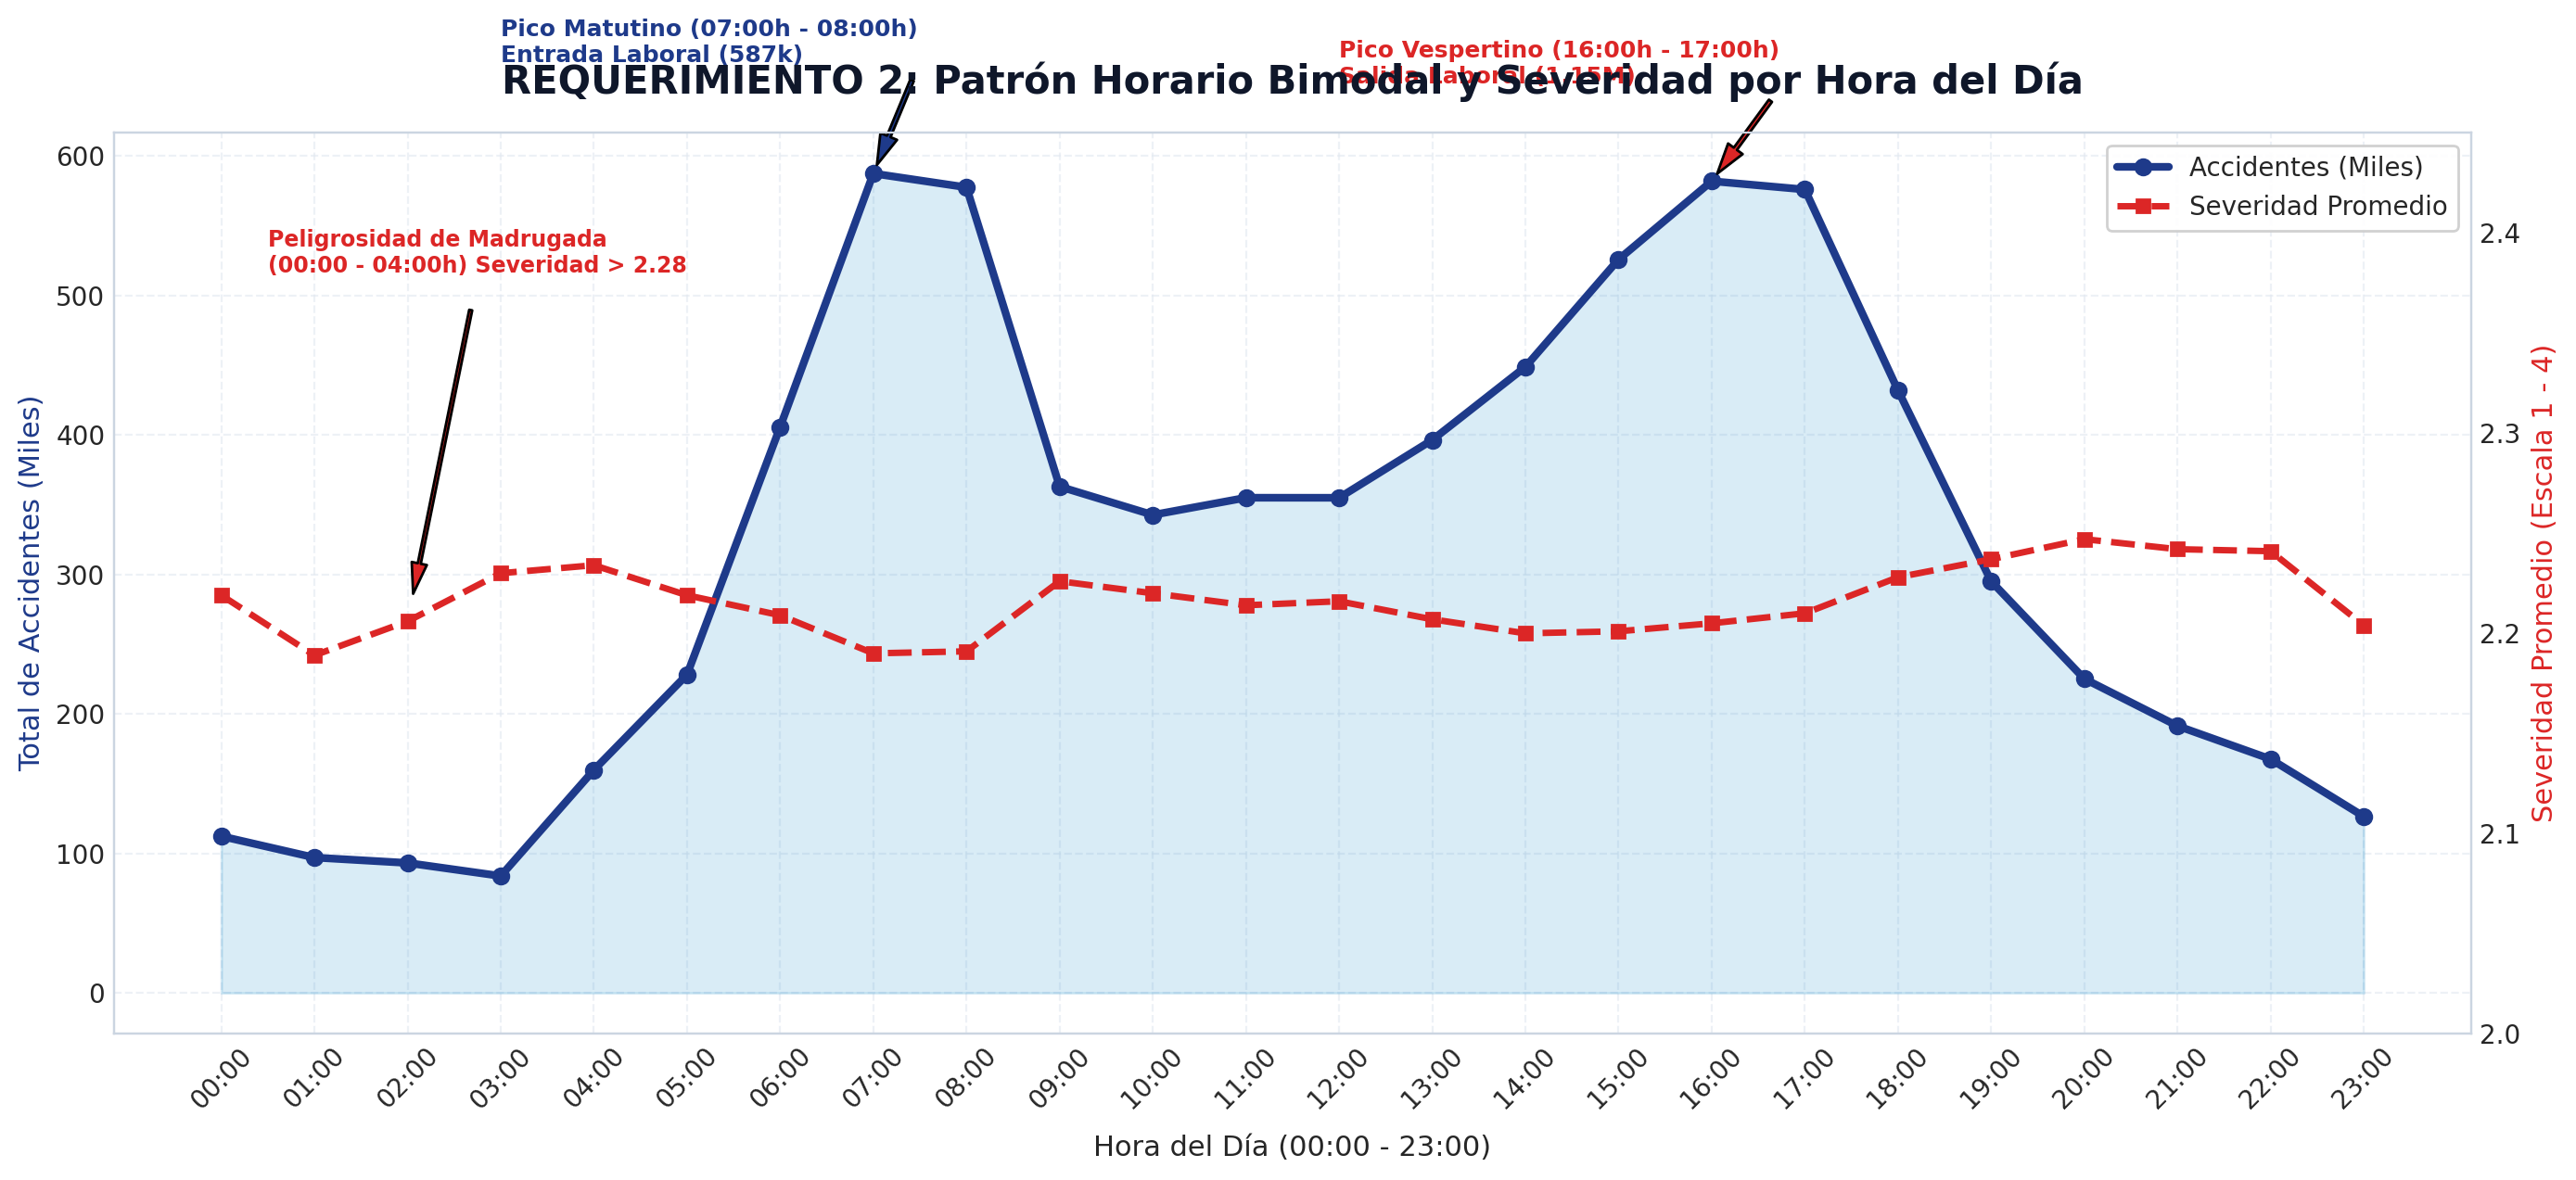 Pico Matutino (07:00h - 08:00h)
Entrada Laboral (587k)
Pico Vespertino (16:00h - 17:00h)
Salida Laboral (1.15M)
REQUERIMIENTO 2: Patrón Horario Bimodal y Severidad por Hora del Día
Accidentes (Miles)
Severidad Promedio
Peligrosidad de Madrugada
(00:00 - 04:00h) Severidad > 2.28
Total de Accidentes (Miles)
600
500
400
300
200
100
0
2.4
2.3
2.2
2.1
2.0
Severidad Promedio (Escala 1 - 4)
00:00 01:00 02:00 03:00 04:00 05:00 06:00 07:00 08:00 09:00 10:00 11:00 12:00 13:00 14:00 15:00 16:00 17:00 18:00 19:00 20:00 21:00 22:00 23:00
Hora del Día (00:00 - 23:00)